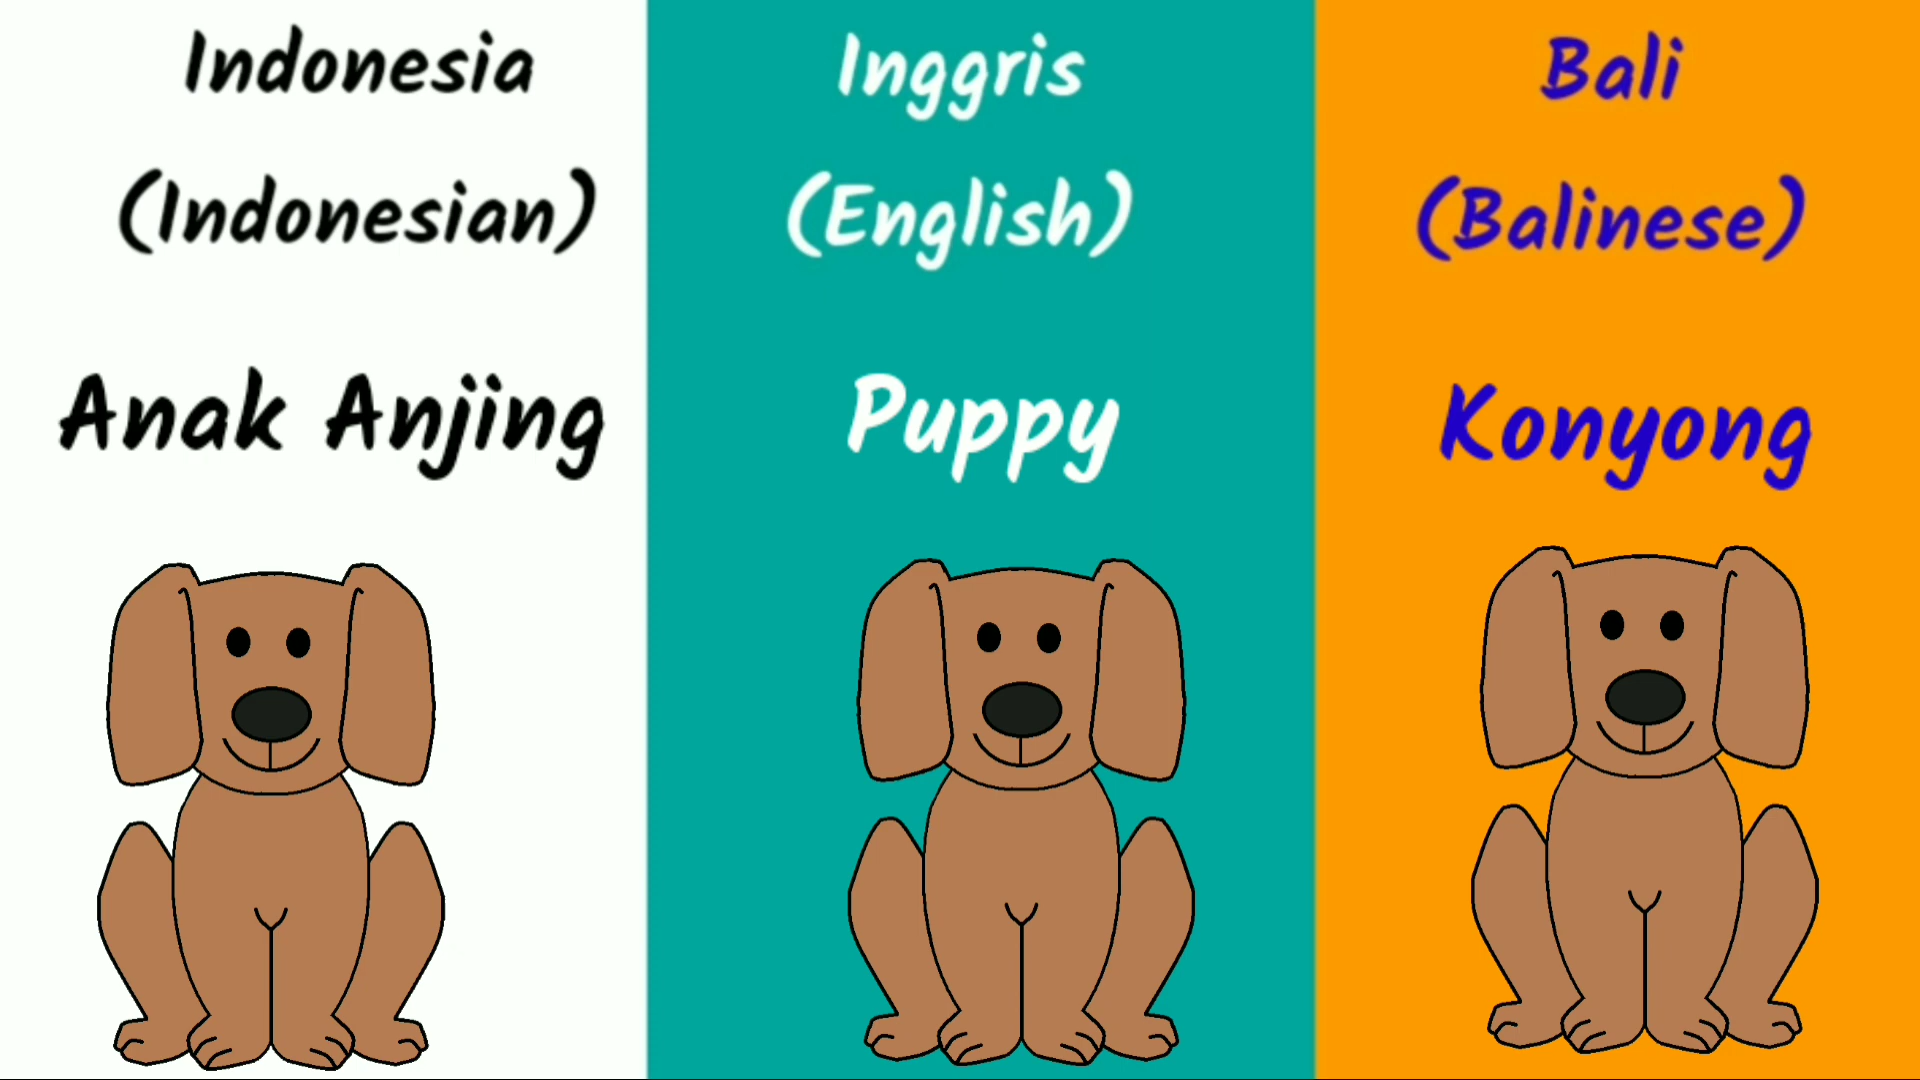 Indonesia
(Indonesian)
Anak Anjing
Inggris
(English)
Puppy
Bali
(Balinese)
Konyong